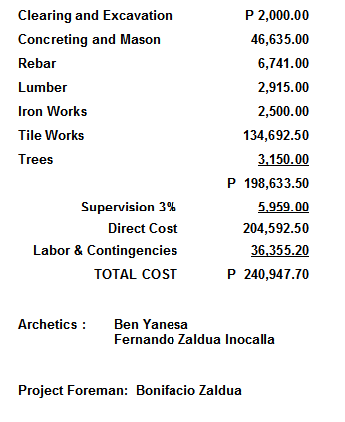 Clearing and Excavation P 2,000.00
Concreting and Mason 46,635.00
Rebar 6,741.00
Lumber 2,915.00
Iron Works 2,500.00
Tile Works 134,692.50
Trees 3,150.00
P 198,633.50
Supervision 3% 5,959.00
Direct Cost 204,592.50
Labor & Contingencies 36,355.20
TOTAL COST P 240,947.70
Archetics : Ben Yanesa
Fernando Zaldua Inocalla
Project Foreman: Bonifacio Zaldua